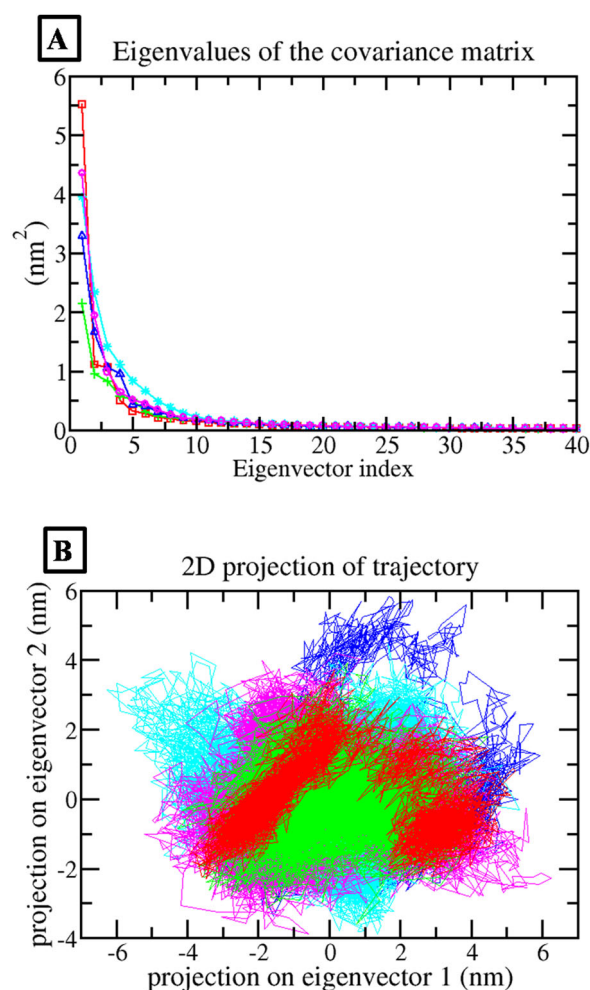 A
Eigenvalues of the covariance matrix
6
5
4
3
2
1
0
(nm²)
0 5 10 15 20 25 30 35 40
Eigenvector index
B
2D projection of trajectory
6
4
2
0
-2
-4
projection on eigenvector 2 (nm)
-6 -4 -2 0 2 4 6
projection on eigenvector 1 (nm)